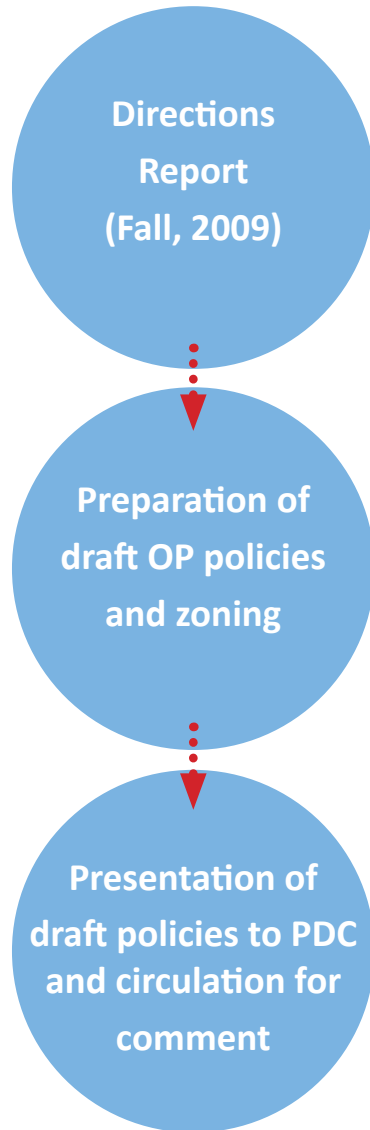 Directions
Report
(Fall, 2009)
Preparation of
draft OP policies
and zoning
Presentation of
draft policies to PDC
and circulation for
comment